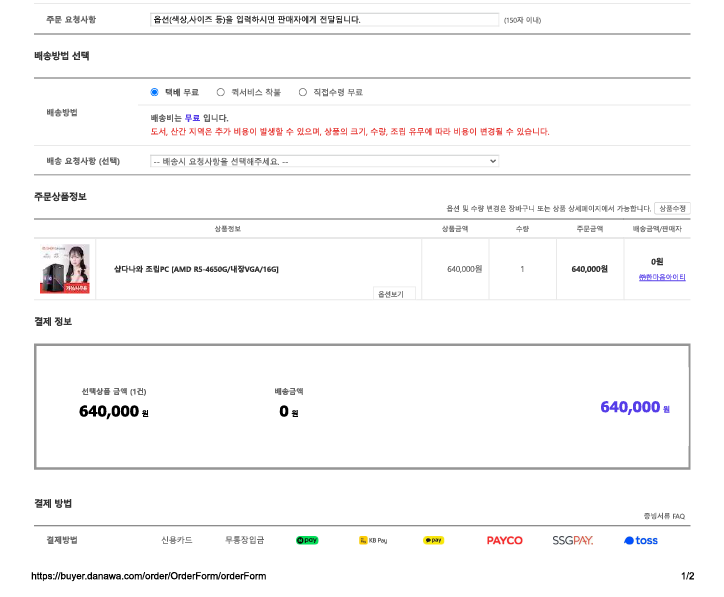 주문 요청사항 옵션(색상,사이즈 등)을 입력하시면 판매자에게 전달됩니다. (150자 이내)
배송방법 선택
택배 무료 퀵서비스 착불 직접수령 무료
배송방법
배송비는 무료 입니다.
도서, 산간 지역은 추가 비용이 발생할 수 있으며, 상품의 크기, 수량, 조립 유무에 따라 비용이 변경될 수 있습니다.
배송 요청사항 (선택) -- 배송시 요청사항을 선택해주세요. --
주문상품정보
옵션 및 수량 변경은 장바구니 또는 상품 상세페이지에서 가능합니다. 상품수정
상품정보 상품금액 수량 주문금액 배송금액/판매자
샵다나와 조립PC [AMD R5-4650G/내장VGA/16G] 640,000원 1 640,000원 0원
㈜한마음아이티
옵션보기
결제 정보
선택상품 금액 (1건) 배송금액
640,000 원 0 원 640,000 원
결제 방법
증빙서류 FAQ
결제방법 신용카드 무통장입금 N pay KB Pay pay PAYCO SSGPAY. toss
https://buyer.danawa.com/order/OrderForm/orderForm 1/2